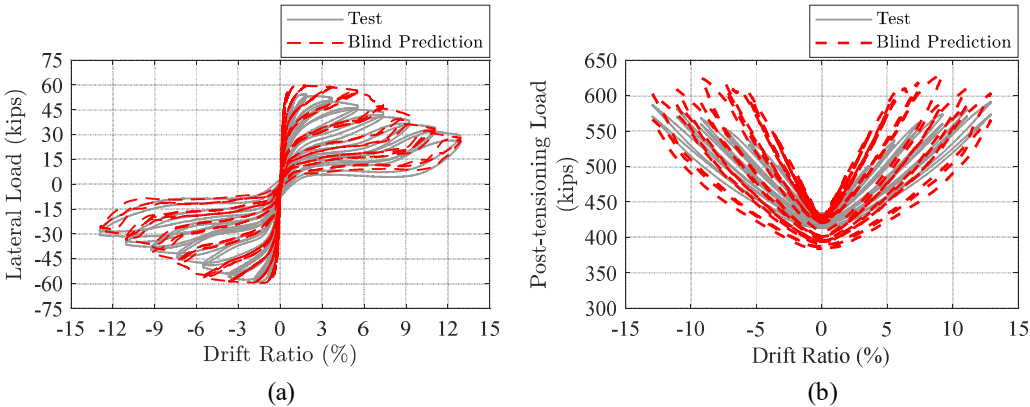 Test
Blind Prediction
75
60
45
30
15
0
-15
-30
-45
-60
-75
-15 -12 -9 -6 -3 0 3 6 9 12 15
Lateral Load (kips)
Drift Ratio (%)
(a)
Test
Blind Prediction
650
600
550
500
450
400
350
300
-15 -10 -5 0 5 10 15
Post-tensioning Load
(kips)
Drift Ratio (%)
(b)